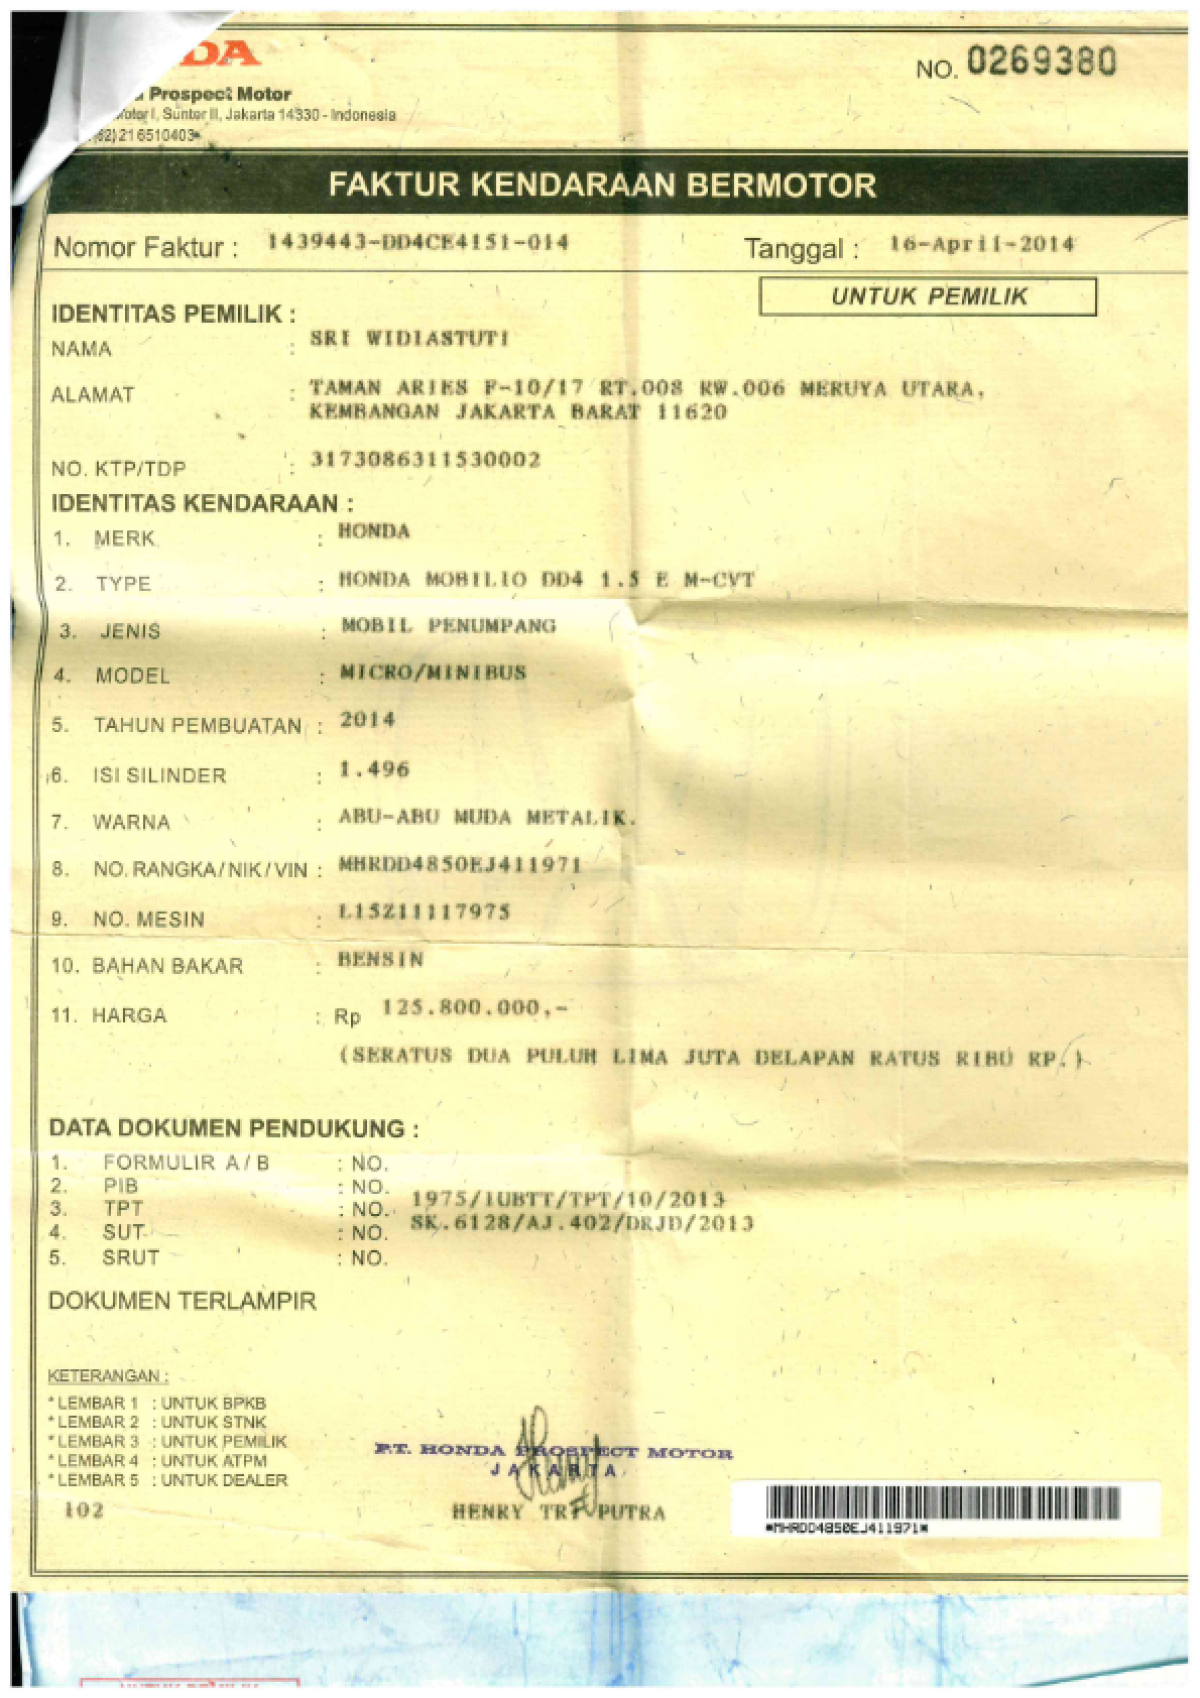 DA
Prospect Motor
Motor I, Sunter II, Jakarta 14330 - Indonesia
62) 21 6510403
NO. 0269380
FAKTUR KENDARAAN BERMOTOR
Nomor Faktur : 1439443-DD4CE4151-014
Tanggal : 16-April-2014
UNTUK PEMILIK
IDENTITAS PEMILIK :
NAMA : SRI WIDIASTUTI
ALAMAT : TAMAN ARIES F-10/17 RT.008 RW.006 MERUYA UTARA,
KEMBANGAN JAKARTA BARAT 11620
NO. KTP/TDP : 3173086311530002
IDENTITAS KENDARAAN :
1. MERK : HONDA
2. TYPE : HONDA MOBILIO DD4 1.5 E M-CVT
3. JENIS : MOBIL PENUMPANG
4. MODEL : MICRO/MINIBUS
5. TAHUN PEMBUATAN : 2014
6. ISI SILINDER : 1.496
7. WARNA : ABU-ABU MUDA METALIK.
8. NO. RANGKA/NIK/VIN : MHRDD4850EJ411971
9. NO. MESIN : L15Z11117975
10. BAHAN BAKAR : BENSIN
11. HARGA : Rp 125.800.000,-
(SERATUS DUA PULUH LIMA JUTA DELAPAN RATUS RIBU RP.)
DATA DOKUMEN PENDUKUNG :
1. FORMULIR A / B : NO.
2. PIB : NO.
3. TPT : NO. 1975/IUBTT/TPT/10/2013
4. SUT : NO. SK.6128/AJ.402/DRJD/2013
5. SRUT : NO.
DOKUMEN TERLAMPIR
KETERANGAN :
* LEMBAR 1 : UNTUK BPKB
* LEMBAR 2 : UNTUK STNK
* LEMBAR 3 : UNTUK PEMILIK
* LEMBAR 4 : UNTUK ATPM
* LEMBAR 5 : UNTUK DEALER
102
P.T. HONDA PROSPECT MOTOR
JAKARTA
HENRY TRI PUTRA
*MHRDD4850EJ411971*